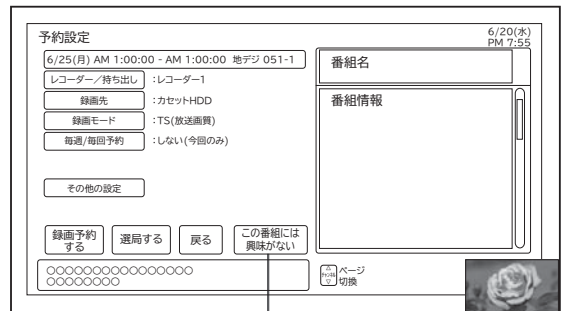 予約設定
6/20(水)
PM 7:55
6/25(月) AM 1:00:00 - AM 1:00:00 地デジ 051-1
レコーダー/持ち出し :レコーダー1
録画先 :カセットHDD
録画モード :TS(放送画質)
毎週/毎回予約 :しない(今回のみ)
その他の設定
録画予約
する
選局する
戻る
この番組には
興味がない
○○○○○○○○○○○○○○○○
○○○○○○○○
番組名
番組情報
チャンネル
ページ
切換